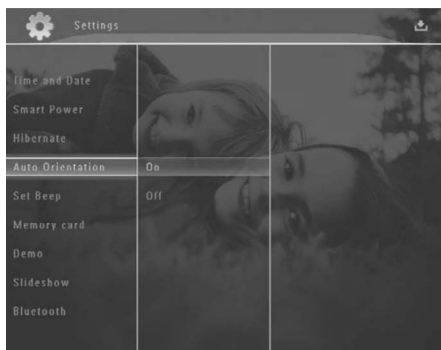 Settings
Time and Date
Smart Power
Hibernate
Auto Orientation
On
Set Beep
Off
Memory card
Demo
Slideshow
Bluetooth